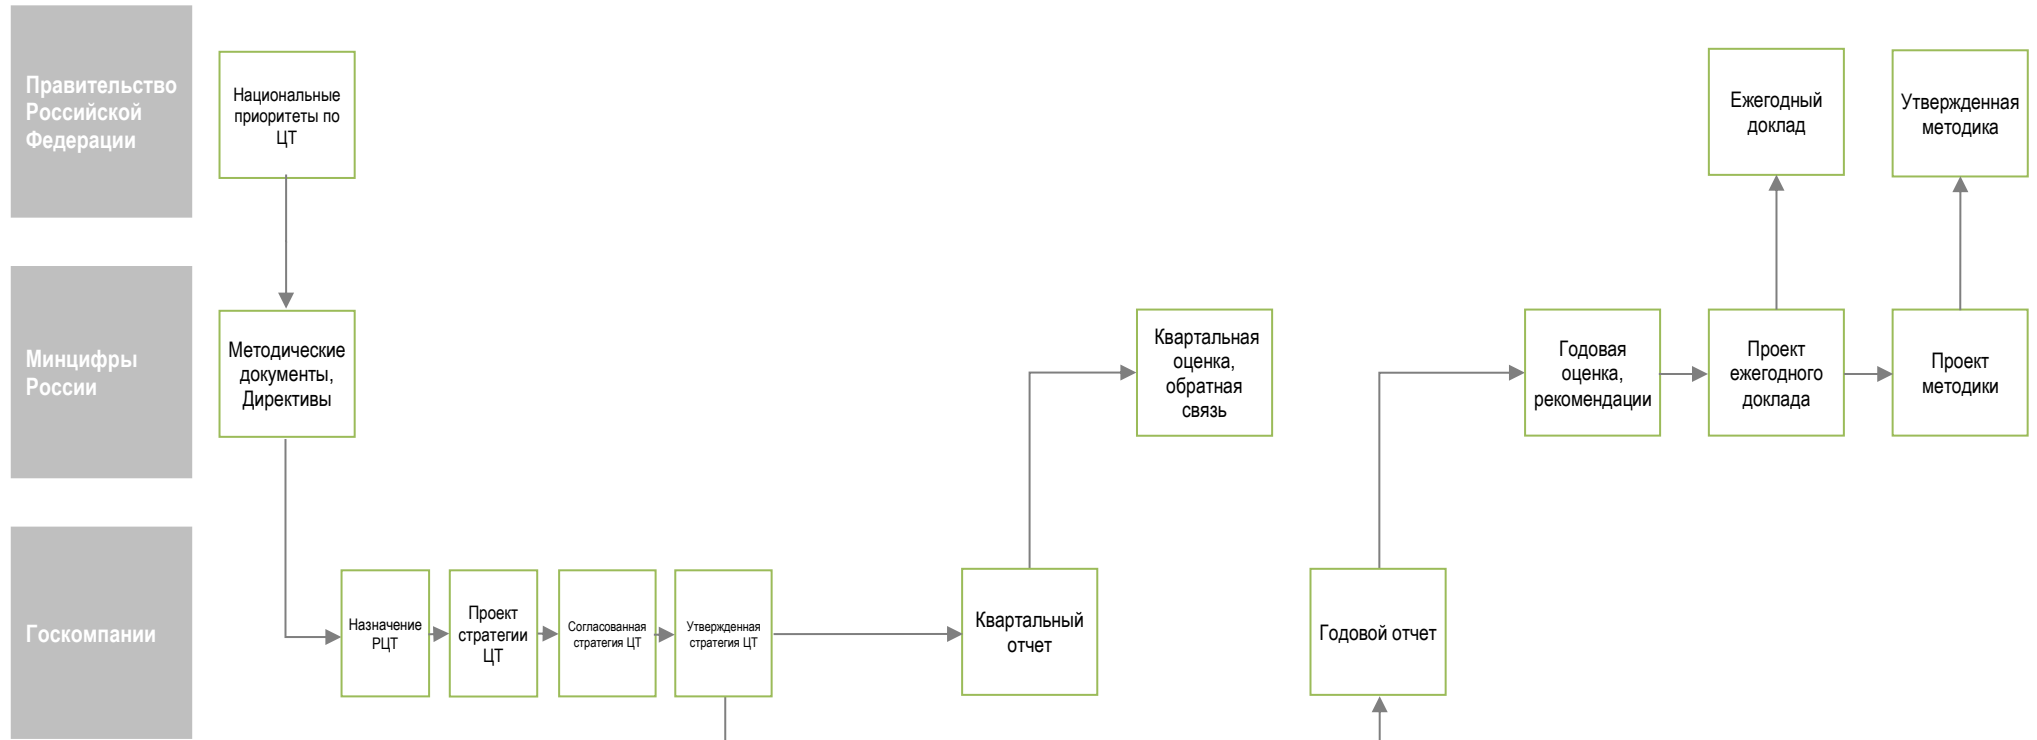 Правительство
Российской
Федерации
Национальные
приоритеты по
ЦТ
Ежегодный
доклад
Утвержденная
методика
Минцифры
России
Методические
документы,
Директивы
Квартальная
оценка,
обратная
связь
Годовая
оценка,
рекомендации
Проект
ежегодного
доклада
Проект
методики
Госкомпании
Назначение
РЦТ
Проект
стратегии
ЦТ
Согласованная
стратегия ЦТ
Утвержденная
стратегия ЦТ
Квартальный
отчет
Годовой отчет